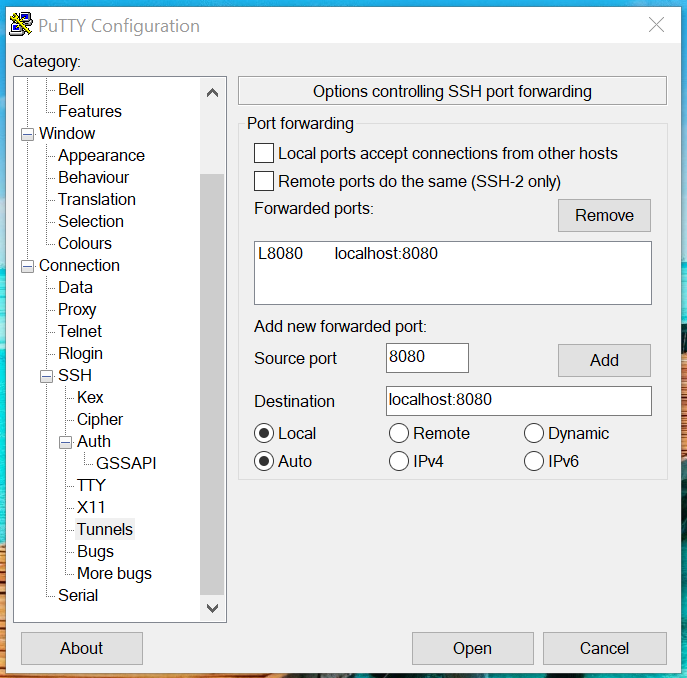 PuTTY Configuration
Category:
Bell
Features
Window
Appearance
Behaviour
Translation
Selection
Colours
Connection
Data
Proxy
Telnet
Rlogin
SSH
Kex
Cipher
Auth
GSSAPI
TTY
X11
Tunnels
Bugs
More bugs
Serial
Options controlling SSH port forwarding
Port forwarding
Local ports accept connections from other hosts
Remote ports do the same (SSH-2 only)
Forwarded ports:
Remove
L8080 localhost:8080
Add new forwarded port:
Source port 8080 Add
Destination localhost:8080
Local Remote Dynamic
Auto IPv4 IPv6
About Open Cancel